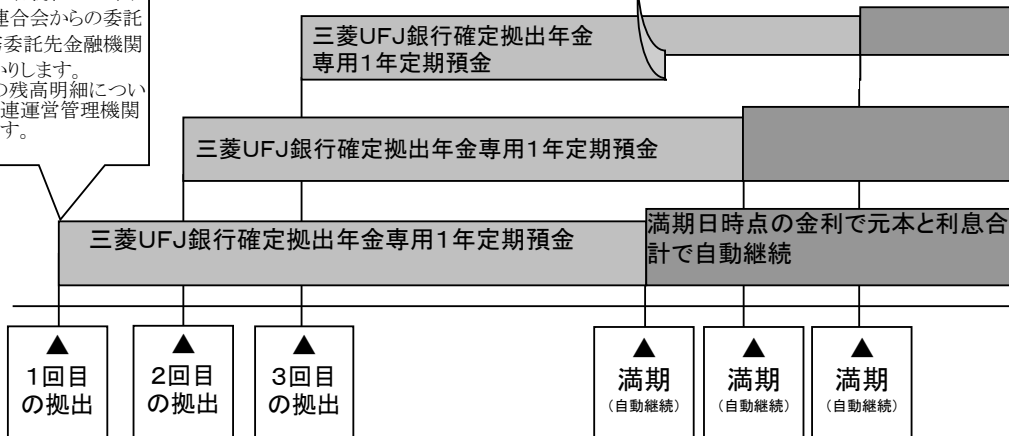 連合会からの委託
委託先金融機関
かりします。
の残高明細につい
連運営管理機関
す。
三菱UFJ銀行確定拠出年金
専用1年定期預金
三菱UFJ銀行確定拠出年金専用1年定期預金
三菱UFJ銀行確定拠出年金専用1年定期預金
満期日時点の金利で元本と利息合
計で自動継続
▲
1回目
の拠出
▲
2回目
の拠出
▲
3回目
の拠出
▲
満期
(自動継続)
▲
満期
(自動継続)
▲
満期
(自動継続)